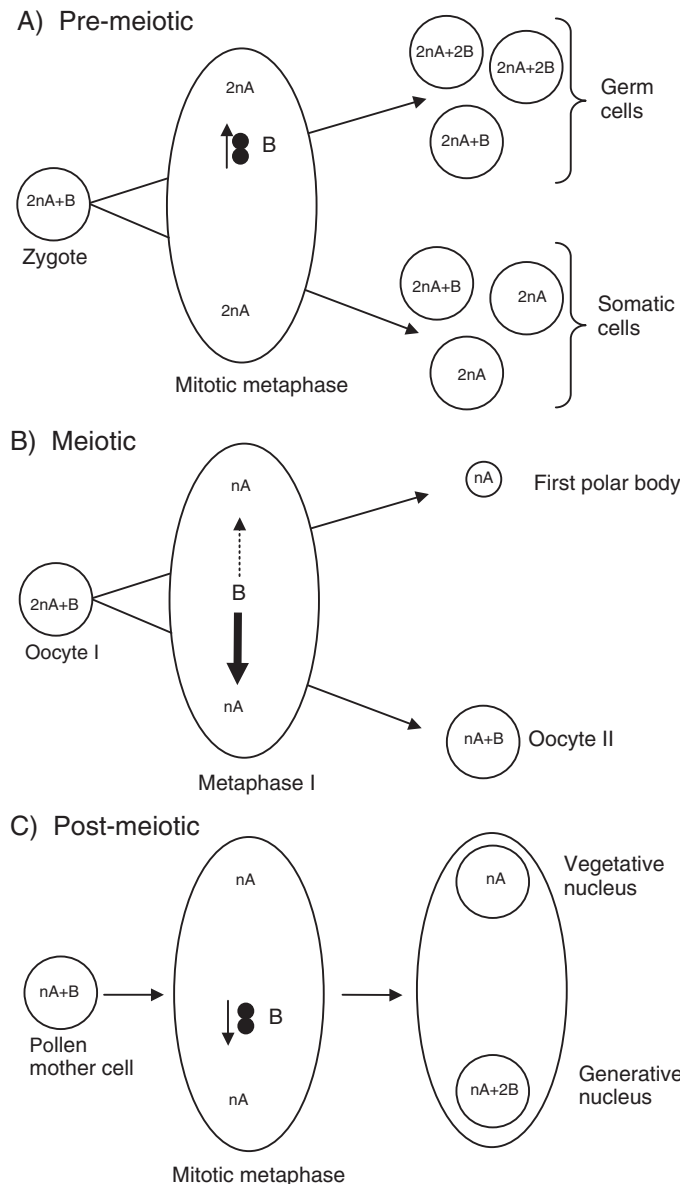 A) Pre-meiotic
2nA
B
2nA+B
Zygote
2nA
Mitotic metaphase
2nA+2B
2nA+2B
2nA+B
Germ
cells
2nA+B
2nA
2nA
Somatic
cells
B) Meiotic
nA
B
2nA+B
Oocyte I
nA
Metaphase I
nA
First polar body
nA+B
Oocyte II
C) Post-meiotic
nA
nA+B
Pollen
mother cell
B
nA
Mitotic metaphase
nA
Vegetative
nucleus
nA+2B
Generative
nucleus